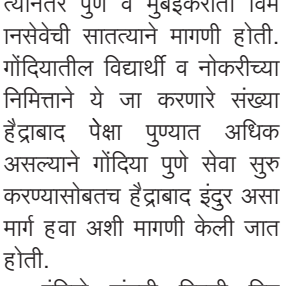 त्यानंतर पुणे व मुंबईकरीता विम
ानसेवेची सातत्याने मागणी होती.
गोंदियातील विद्यार्थी व नोकरीच्या
निमित्ताने ये जा करणारे संख्या
हैद्राबाद पेक्षा पुण्यात अधिक
असल्याने गोंदिया पुणे सेवा सुरु
करण्यासोबतच हैद्राबाद इंदुर असा
मार्ग हवा अशी मागणी केली जात
होती.